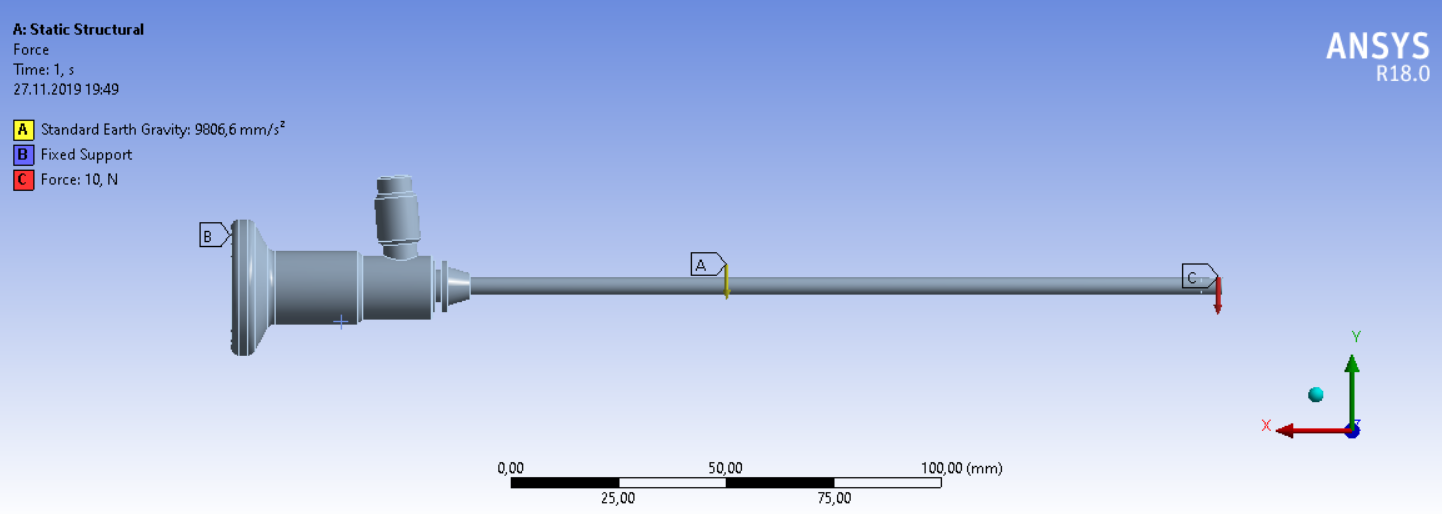 A: Static Structural
Force
Time: 1, s
27.11.2019 19:49
A Standard Earth Gravity: 9806,6 mm/s²
B Fixed Support
C Force: 10, N
ANSYS
R18.0
B
A
C
Y
X
Z
0,00 50,00 100,00 (mm)
25,00 75,00